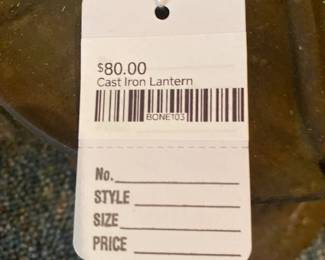 $80.00
Cast Iron Lantern
BONE103
No.
STYLE
SIZE
PRICE